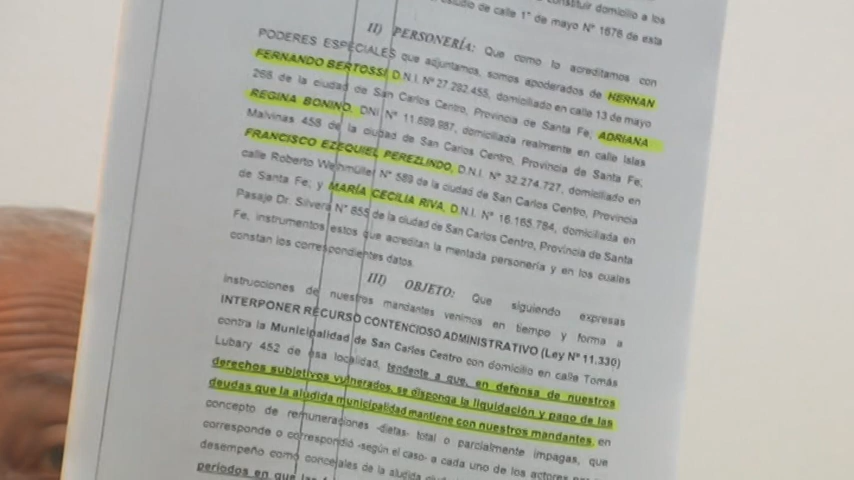 constituir domicilio a los
estudio de calle 1° de mayo N° 1676 de esta
II) PERSONERÍA: Que como lo acreditamos con
PODERES ESPECIALES que adjuntamos, somos apoderados de HERNAN
FERNANDO BERTOSSI D.N.I. N° 27.292.455, domiciliado en calle 13 de mayo
268 de la ciudad de San Carlos Centro, Provincia de Santa Fe; ADRIANA
REGINA BONINO, DNI N° 11.689.987, domiciliada realmente en calle Islas
Malvinas 458 de la ciudad de San Carlos Centro, Provincia de Santa Fe;
FRANCISCO EZEQUIEL PEREZLINDO, D.N.I. N° 32.274.727, domiciliado en
calle Roberto Weihmüller N° 589 de la ciudad de San Carlos Centro, Provincia
de Santa Fe; y MARÍA CECILIA RIVA, D.N.I. N° 16.165.784, domiciliada en
Pasaje Dr. Silvera N° 855 de la ciudad de San Carlos Centro, Provincia de Santa
Fe, instrumentos estos que acreditan la mentada personería y en los cuales
constan los correspondientes datos.
III) OBJETO: Que siguiendo expresas
instrucciones de nuestros mandantes venimos en tiempo y forma a
INTERPONER RECURSO CONTENCIOSO ADMINISTRATIVO (Ley N° 11.330)
contra la Municipalidad de San Carlos Centro con domicilio en calle Tomás
Lubary 452 de esa localidad, tendente a que, en defensa de nuestros
derechos subjetivos vulnerados, se disponga la liquidación y pago de las
deudas que la aludida municipalidad mantiene con nuestros mandantes, en
concepto de remuneraciones -dietas- total o parcialmente impagas, que
corresponde o correspondió -según el caso- a cada uno de los actores por
desempeño como concejales de la aludida
períodos en que